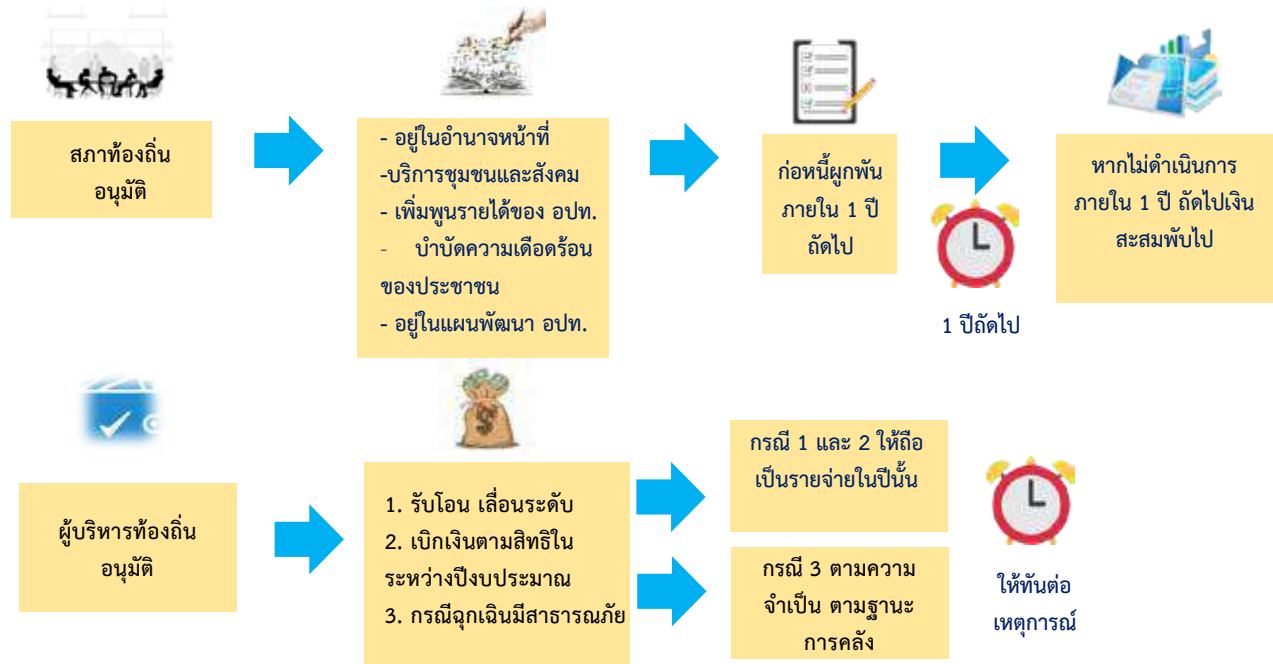 สภาท้องถิ่น
อนุมัติ
- อยู่ในอำนาจหน้าที่
-บริการชุมชนและสังคม
- เพิ่มพูนรายได้ของ อปท.
- บำบัดความเดือดร้อน
ของประชาชน
- อยู่ในแผนพัฒนา อปท.
ก่อหนี้ผูกพัน
ภายใน 1 ปี
ถัดไป
1 ปีถัดไป
หากไม่ดำเนินการ
ภายใน 1 ปี ถัดไปเงิน
สะสมพับไป
ผู้บริหารท้องถิ่น
อนุมัติ
1. รับโอน เลื่อนระดับ
2. เบิกเงินตามสิทธิใน
ระหว่างปีงบประมาณ
3. กรณีฉุกเฉินมีสาธารณภัย
กรณี 1 และ 2 ให้ถือ
เป็นรายจ่ายในปีนั้น
กรณี 3 ตามความ
จำเป็น ตามฐานะ
การคลัง
ให้ทันต่อ
เหตุการณ์